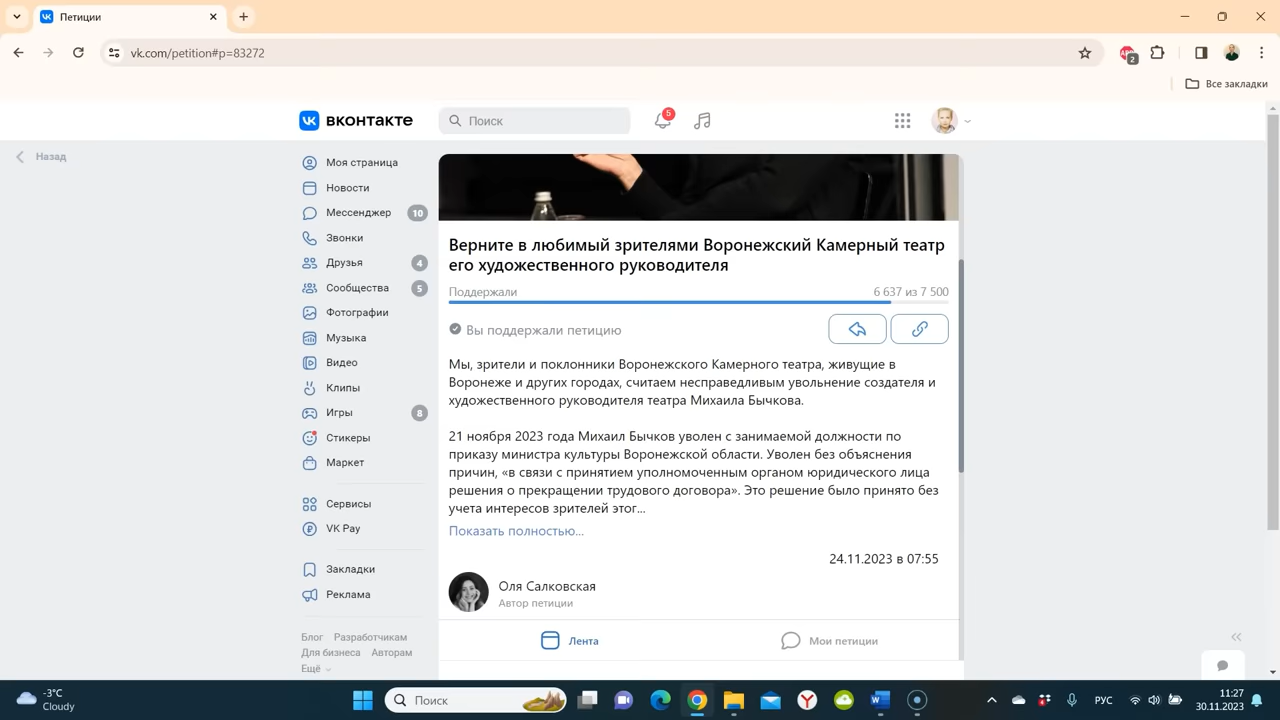 Петиции
vk.com/petition#p=83272
2
Все закладки
вконтакте
Поиск
5
Назад
Моя страница
Новости
Мессенджер 10
Звонки
Друзья 4
Сообщества 5
Фотографии
Музыка
Видео
Клипы
Игры 8
Стикеры
Маркет
Сервисы
VK Pay
Закладки
Реклама
Блог Разработчикам
Для бизнеса Авторам
Ещё
Верните в любимый зрителями Воронежский Камерный театр
его художественного руководителя
Поддержали 6 637 из 7 500
Вы поддержали петицию
Мы, зрители и поклонники Воронежского Камерного театра, живущие в
Воронеже и других городах, считаем несправедливым увольнение создателя и
художественного руководителя театра Михаила Бычкова.
21 ноября 2023 года Михаил Бычков уволен с занимаемой должности по
приказу министра культуры Воронежской области. Уволен без объяснения
причин, «в связи с принятием уполномоченным органом юридического лица
решения о прекращении трудового договора». Это решение было принято без
учета интересов зрителей этог...
Показать полностью...
24.11.2023 в 07:55
Оля Салковская
Автор петиции
Лента
Мои петиции
-3°C
Cloudy
Поиск
РУС
11:27
30.11.2023